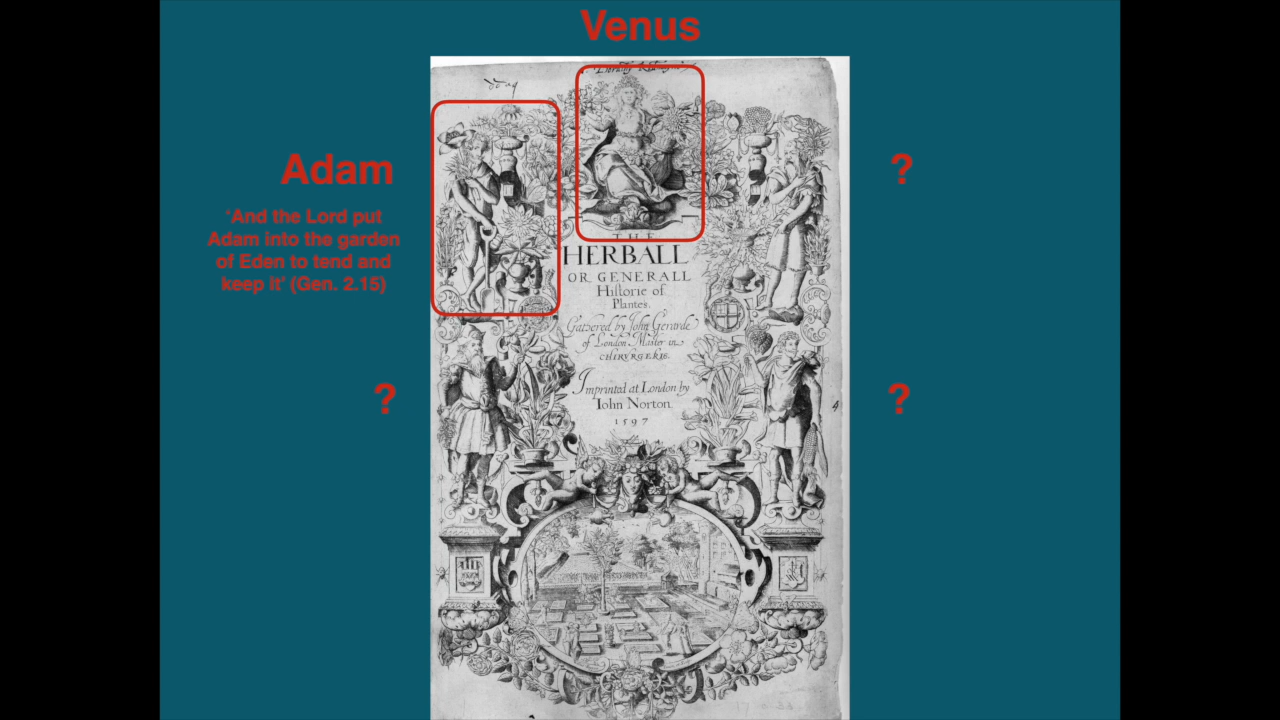 Venus
Adam
'And the Lord put
Adam into the garden
of Eden to tend and
keep it' (Gen. 2.15)
?
?
?
THE
HERBALL
OR GENERALL
Historie of
Plantes.
Gathered by John Gerarde
of London Master in
CHIRVRGERIE.
Imprinted at London by
Iohn Norton.
1597
4